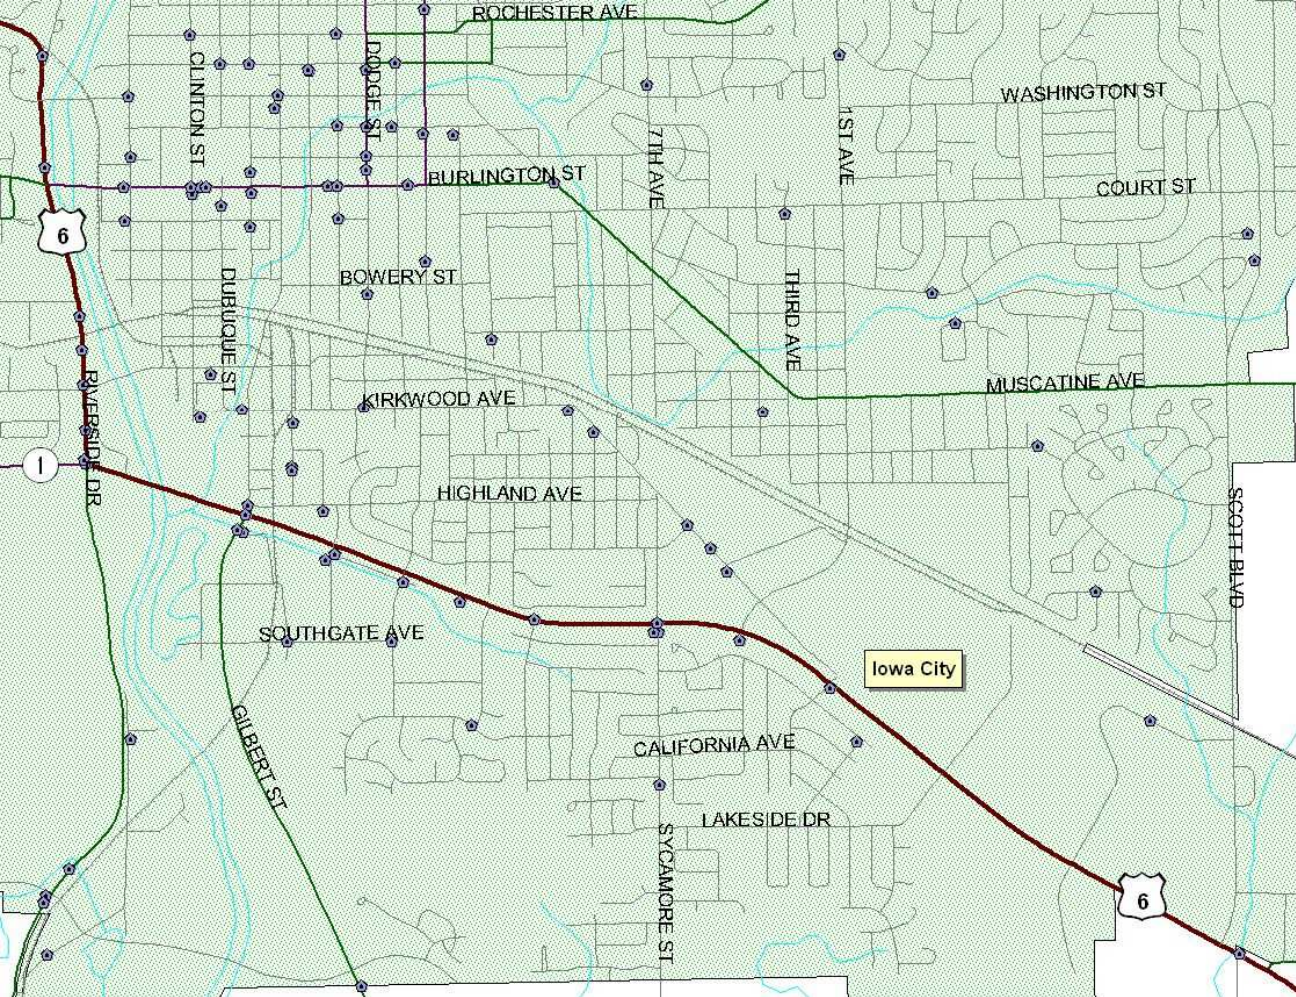 ROCHESTER AVE
CLINTON ST
DODGE ST
WASHINGTON ST
7TH AVE
1ST AVE
BURLINGTON ST
COURT ST
6
BOWERY ST
DUBUQUE ST
THIRD AVE
MUSCATINE AVE
KIRKWOOD AVE
RIVERSIDE DR
1
HIGHLAND AVE
SCOTT BLVD
SOUTHGATE AVE
Iowa City
GILBERT ST
CALIFORNIA AVE
LAKESIDE DR
SYCAMORE ST
6